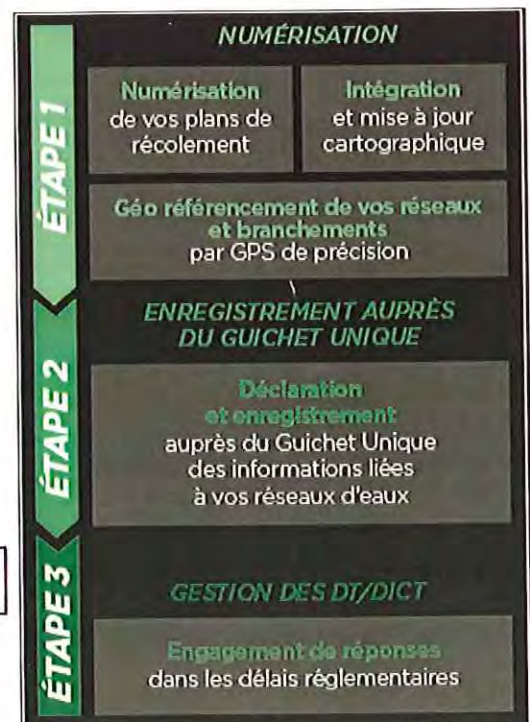 ÉTAPE 1
NUMÉRISATION
Numérisation
de vos plans de
récolement
Intégration
et mise à jour
cartographique
Géo référencement de vos réseaux
et branchements
par GPS de précision
ÉTAPE 2
ENREGISTREMENT AUPRÈS
DU GUICHET UNIQUE
Déclaration
et enregistrement
auprès du Guichet Unique
des informations liées
à vos réseaux d'eaux
ÉTAPE 3
GESTION DES DT/DICT
Engagement de réponses
dans les délais réglementaires